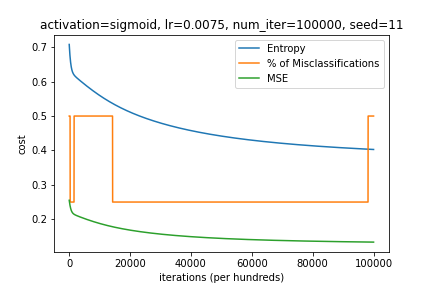 activation=sigmoid, lr=0.0075, num_iter=100000, seed=11
Entropy
% of Misclassifications
MSE
cost
0.7
0.6
0.5
0.4
0.3
0.2
0 20000 40000 60000 80000 100000
iterations (per hundreds)